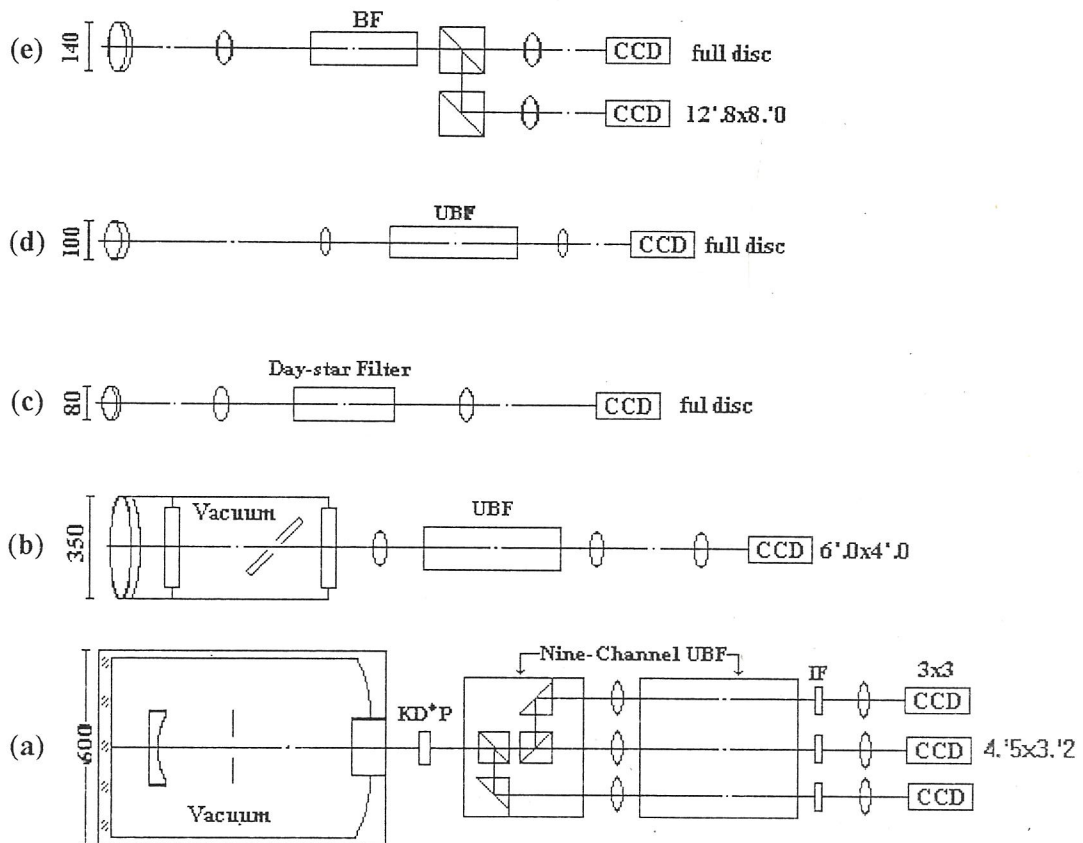 BF
(e) 140 CCD full disc
CCD 12'.8x8.'0
UBF
(d) 100 CCD full disc
Day-star Filter
(c) 80 CCD ful disc
Vacuum UBF
(b) 350 CCD 6'.0x4'.0
Nine-Channel UBF
IF 3x3
KD*P CCD
(a) 600 CCD 4.'5x3.'2
Vacuum CCD